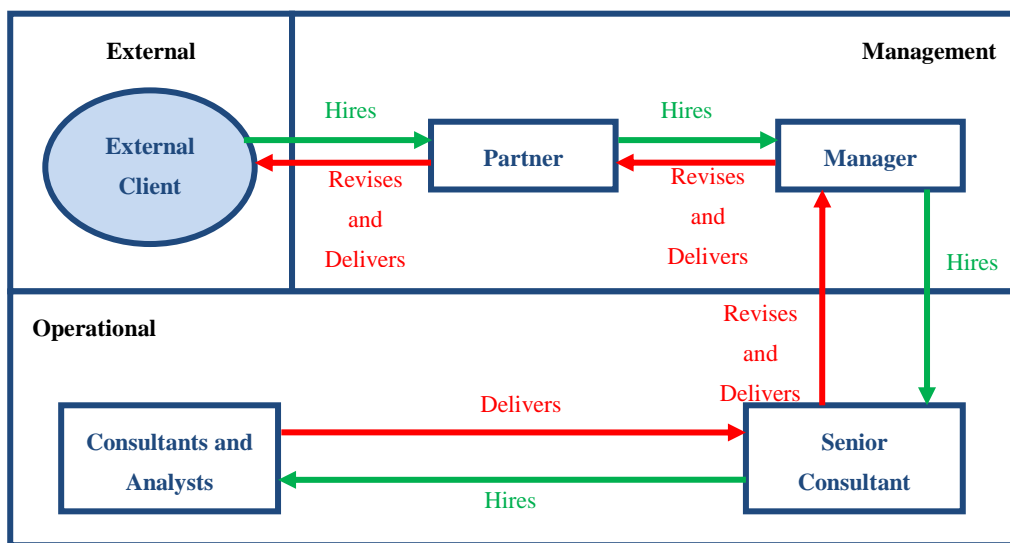 External
Management
External
Client
Hires
Partner
Hires
Manager
Revises
and
Delivers
Revises
and
Delivers
Hires
Operational
Revises
and
Delivers
Consultants and
Analysts
Delivers
Hires
Senior
Consultant